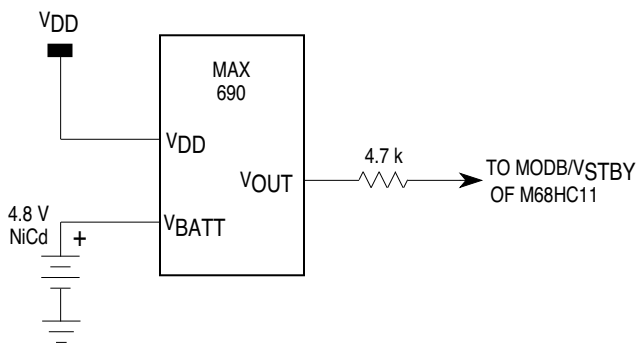 VDD
MAX
690
VDD
4.7 k
VOUT
TO MODB/VSTBY
OF M68HC11
4.8 V
NiCd
+
VBATT